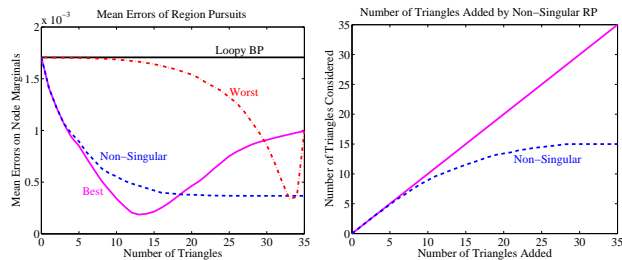 Mean Errors of Region Pursuits
x 10⁻³
Mean Errors on Node Marginals
2
1.5
1
0.5
0
Loopy BP
Worst
Non−Singular
Best
0 5 10 15 20 25 30 35
Number of Triangles
Number of Triangles Added by Non−Singular RP
Number of Triangles Considered
35
30
25
20
15
10
5
0
Non−Singular
0 5 10 15 20 25 30 35
Number of Triangles Added